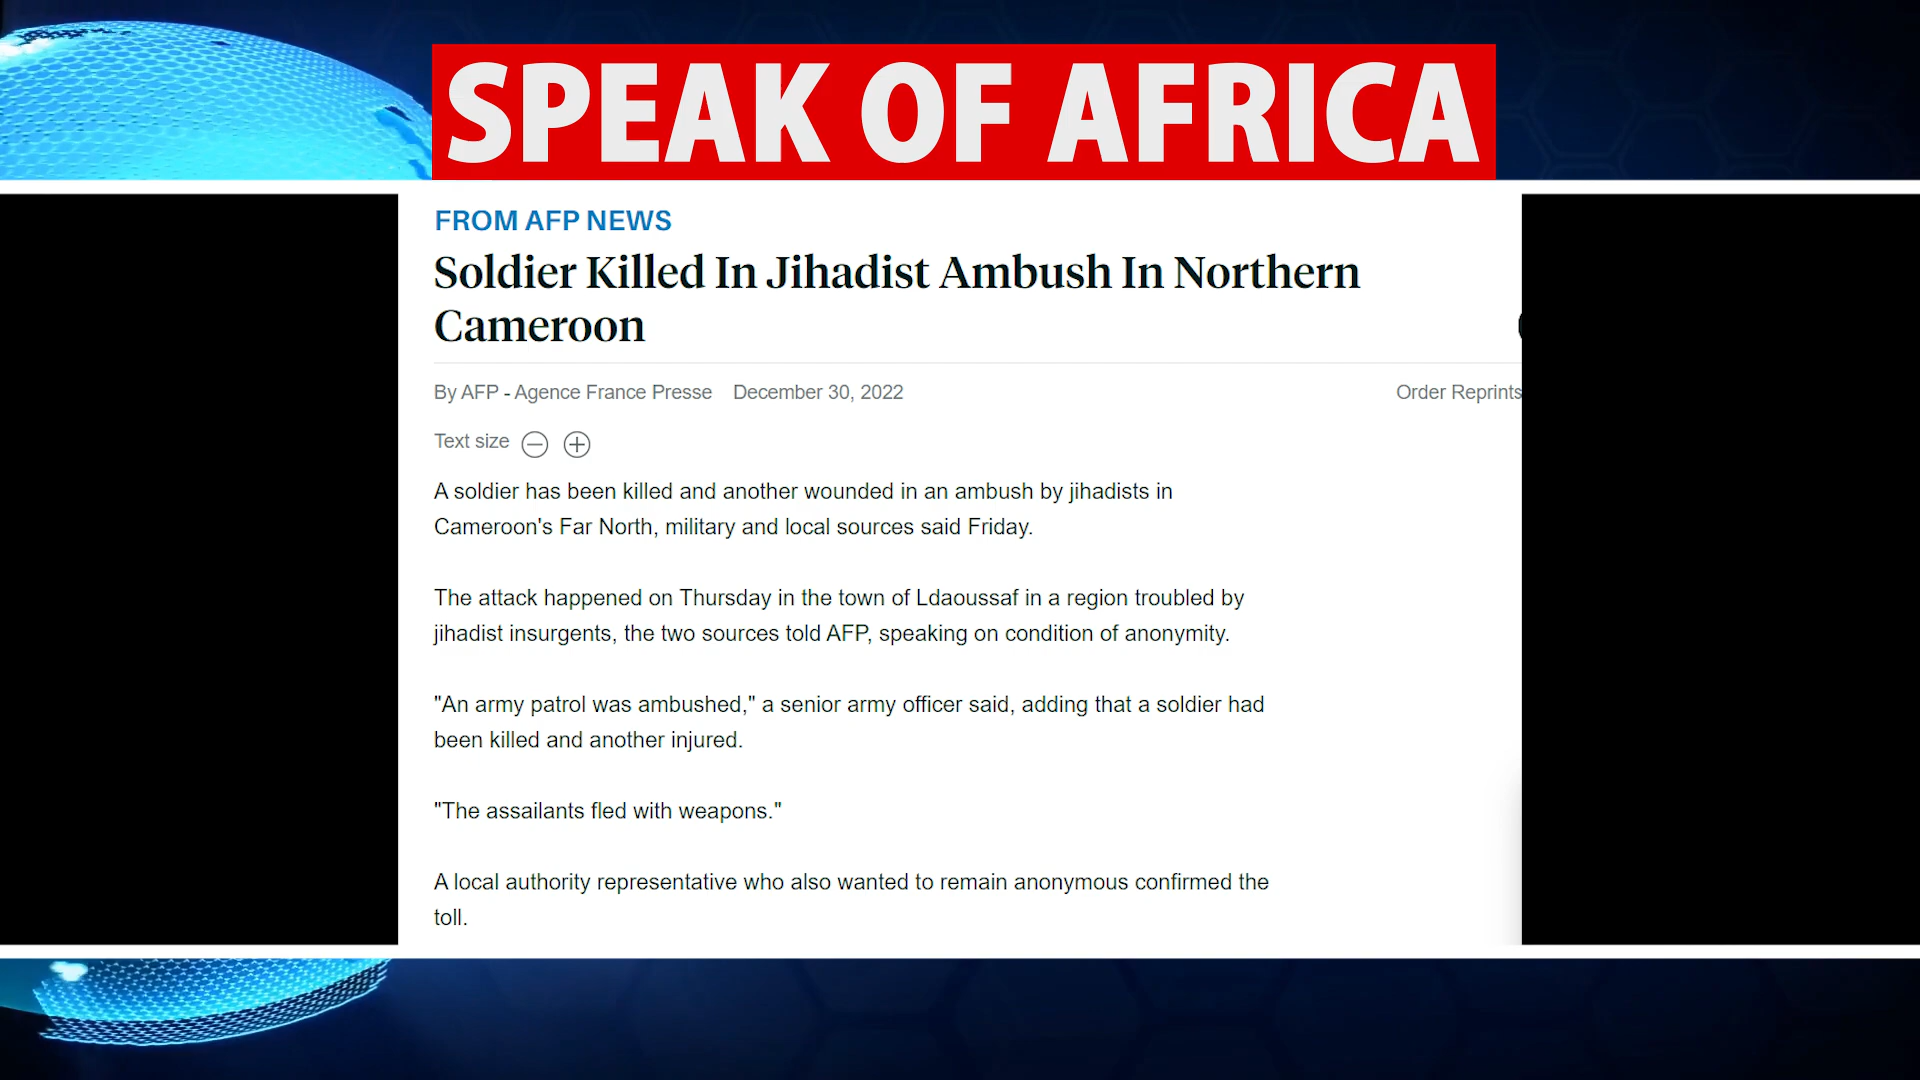 SPEAK OF AFRICA
FROM AFP NEWS
Soldier Killed In Jihadist Ambush In Northern
Cameroon
By AFP - Agence France Presse December 30, 2022
Order Reprints
Text size
A soldier has been killed and another wounded in an ambush by jihadists in
Cameroon's Far North, military and local sources said Friday.
The attack happened on Thursday in the town of Ldaoussaf in a region troubled by
jihadist insurgents, the two sources told AFP, speaking on condition of anonymity.
"An army patrol was ambushed," a senior army officer said, adding that a soldier had
been killed and another injured.
"The assailants fled with weapons."
A local authority representative who also wanted to remain anonymous confirmed the
toll.